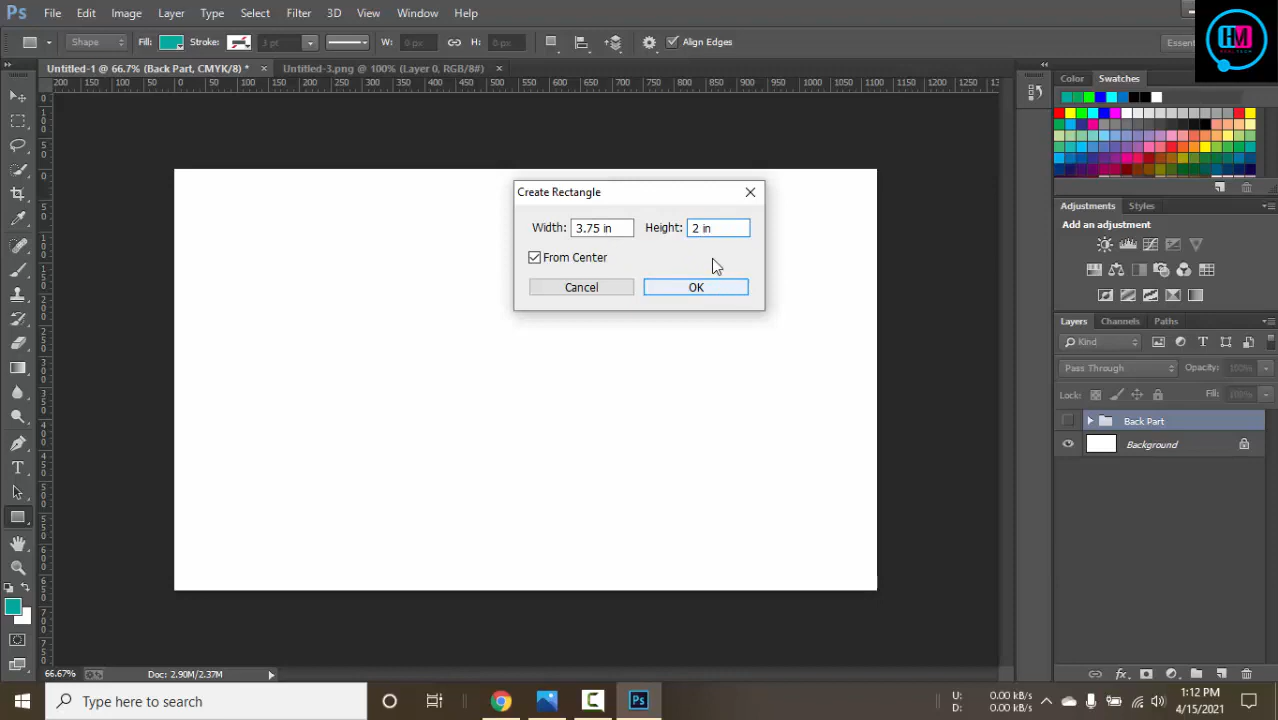 Ps File Edit Image Layer Type Select Filter 3D View Window Help
Shape Fill: Stroke: 3 pt W: 0 px H: 0 px Align Edges Essen
HM
Untitled-1 @ 66.7% (Back Part, CMYK/8) * × Untitled-3.png @ 100% (Layer 0, RGB/8#) ×
Color Swatches
200 150 100 50 0 50 100 150 200 250 300 350 400 450 500 550 600 650 700 750 800 850 900 950 1000 1050 1100 1150 1200 1250
Create Rectangle
Width: 3.75 in Height: 2 in
From Center
Cancel OK
Adjustments Styles
Add an adjustment
Layers Channels Paths
Kind
Pass Through Opacity: 100%
Lock: Fill: 100%
Back Part
Background
66.67% Doc: 2.90M/2.37M
Type here to search
Ps
U: 0.00 kB/s
D: 0.00 kB/s
1:12 PM
4/15/2021